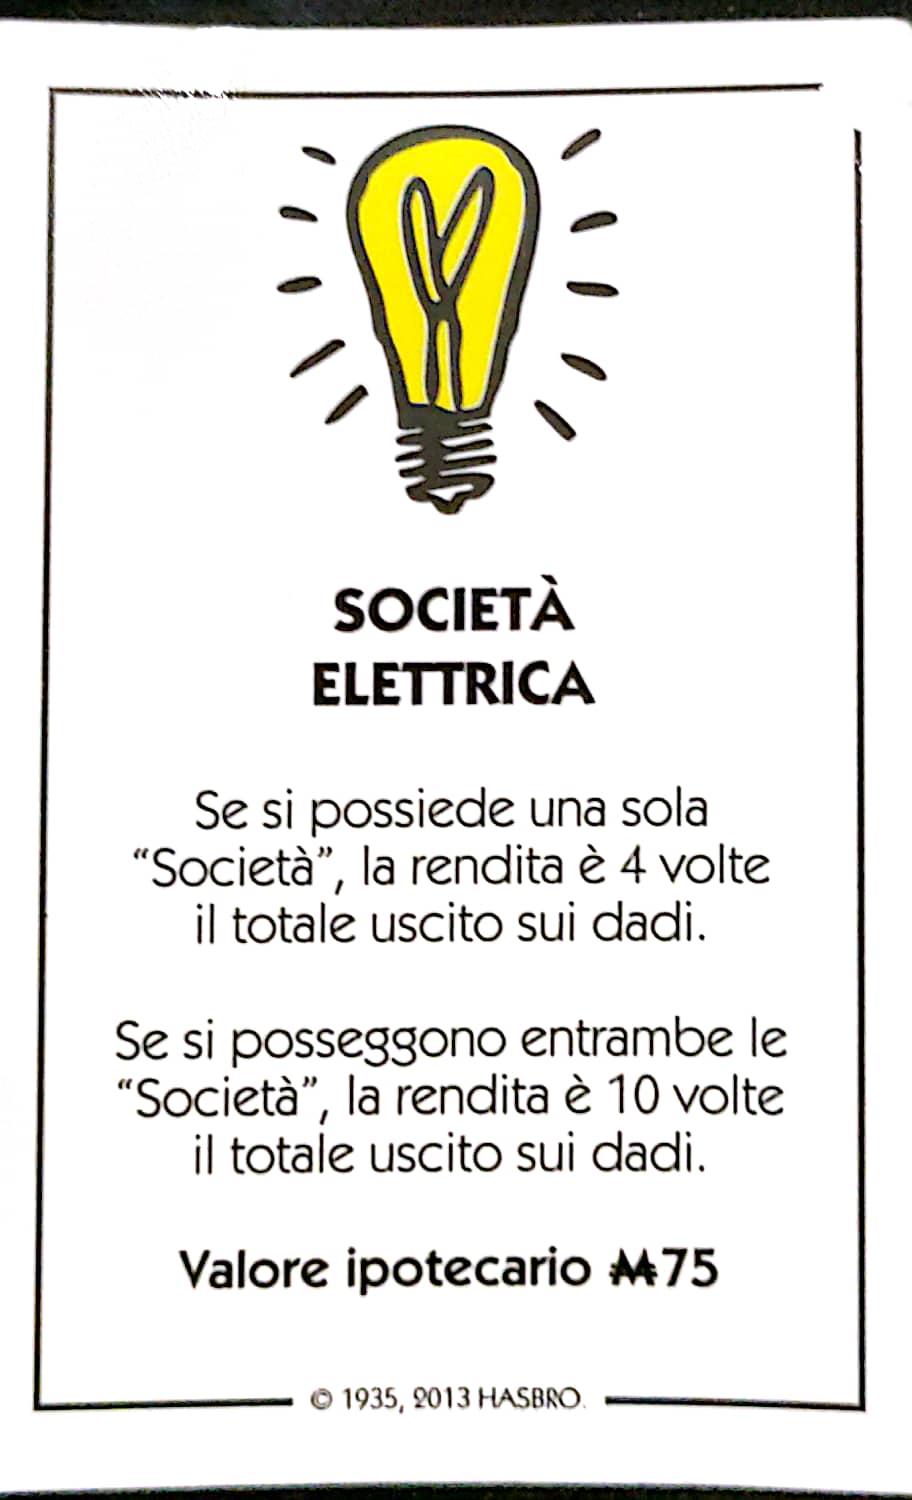 SOCIETÀ
ELETTRICA
Se si possiede una sola
“Società”, la rendita è 4 volte
il totale uscito sui dadi.
Se si posseggono entrambe le
“Società”, la rendita è 10 volte
il totale uscito sui dadi.
Valore ipotecario M75
© 1935, 2013 HASBRO.